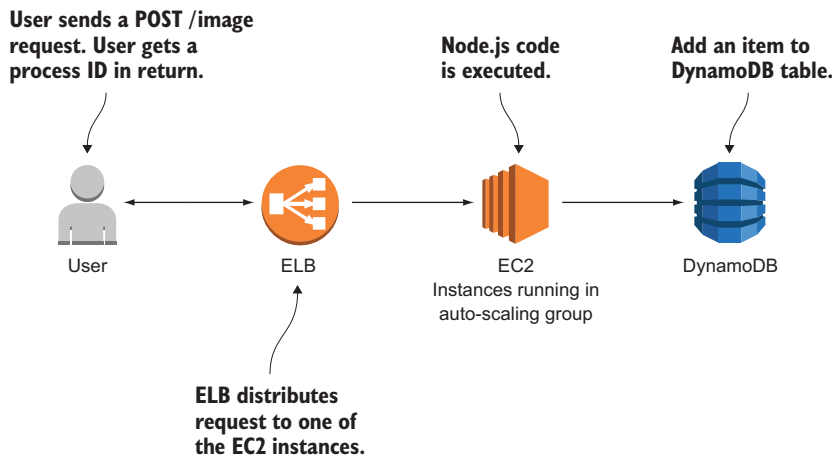 User sends a POST /image
request. User gets a
process ID in return.
Node.js code
is executed.
Add an item to
DynamoDB table.
User
ELB
EC2
Instances running in
auto-scaling group
DynamoDB
ELB distributes
request to one of
the EC2 instances.